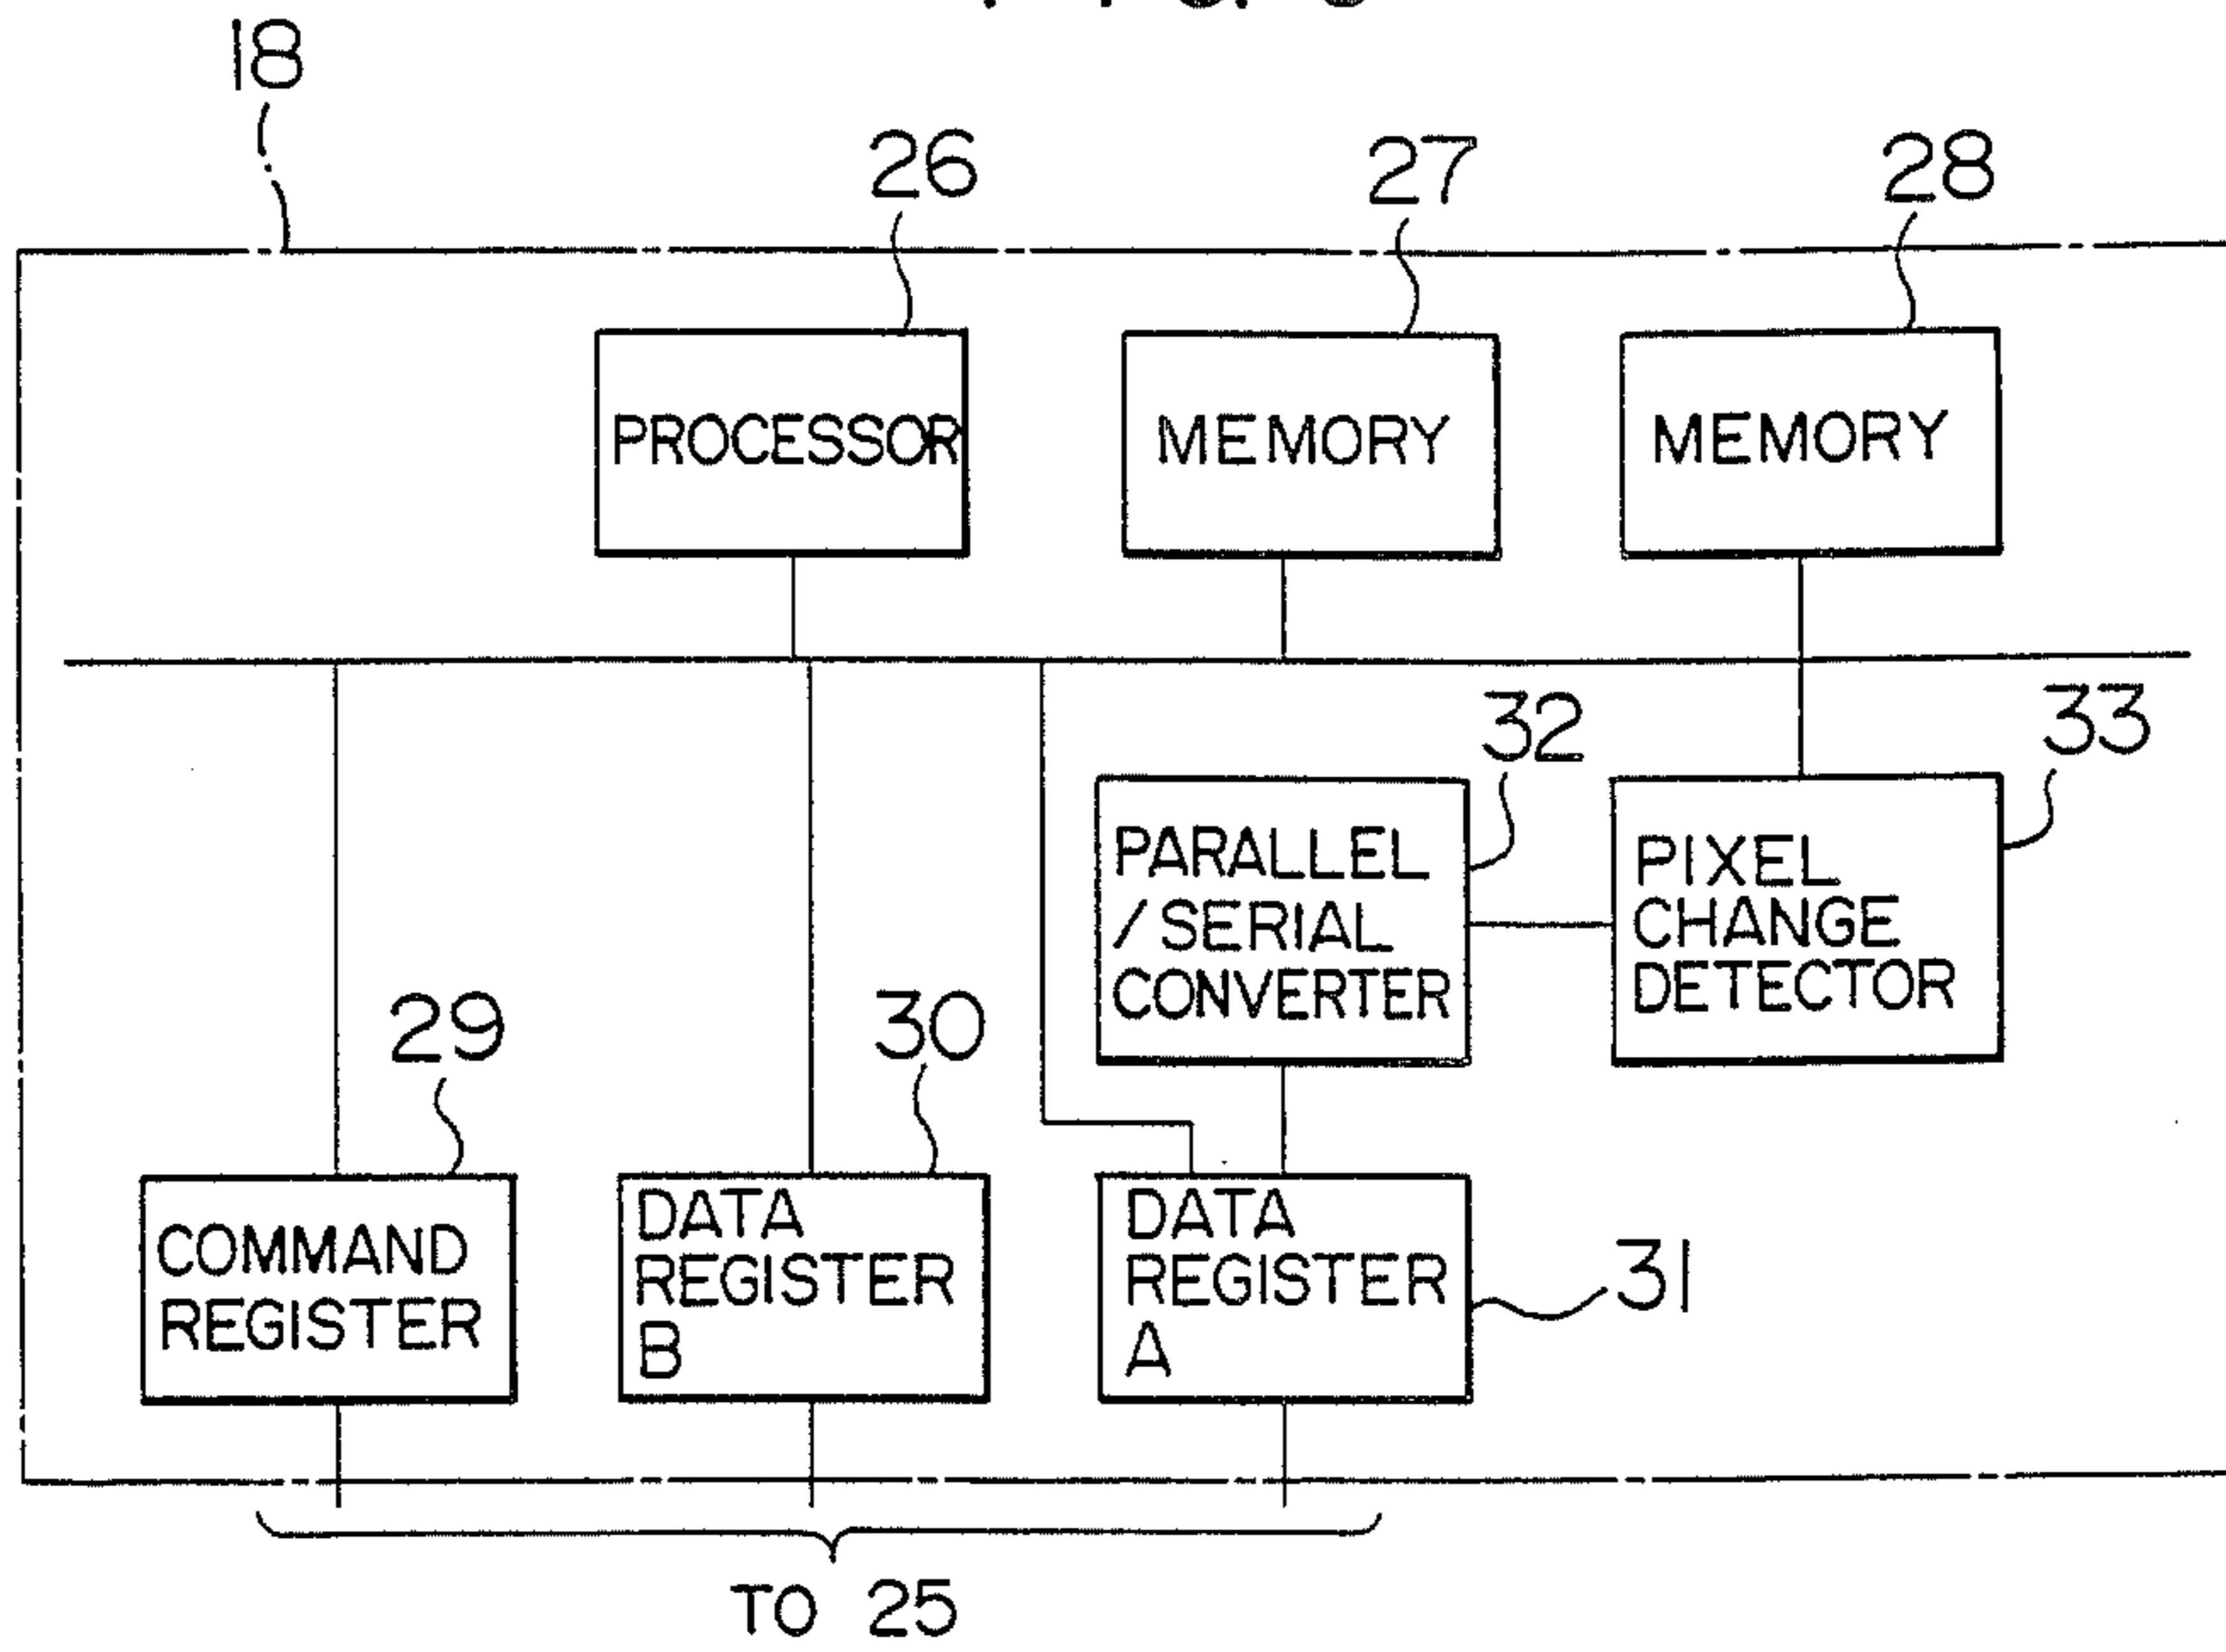 18
26
27
28
PROCESSOR
MEMORY
MEMORY
32
33
PARALLEL
/SERIAL
CONVERTER
PIXEL
CHANGE
DETECTOR
29
30
COMMAND
REGISTER
DATA
REGISTER
B
DATA
REGISTER
A
31
TO 25